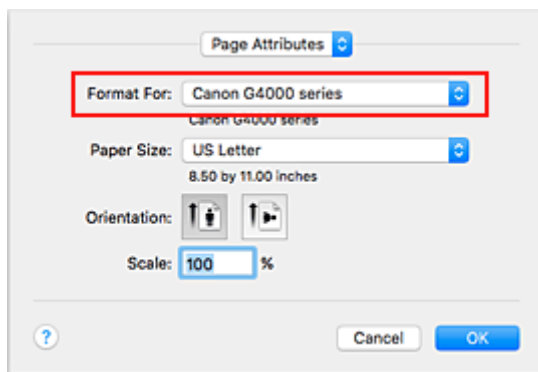 Page Attributes
Format For: Canon G4000 series
Canon G4000 series
Paper Size: US Letter
8.50 by 11.00 inches
Orientation:
Scale: 100 %
? Cancel OK